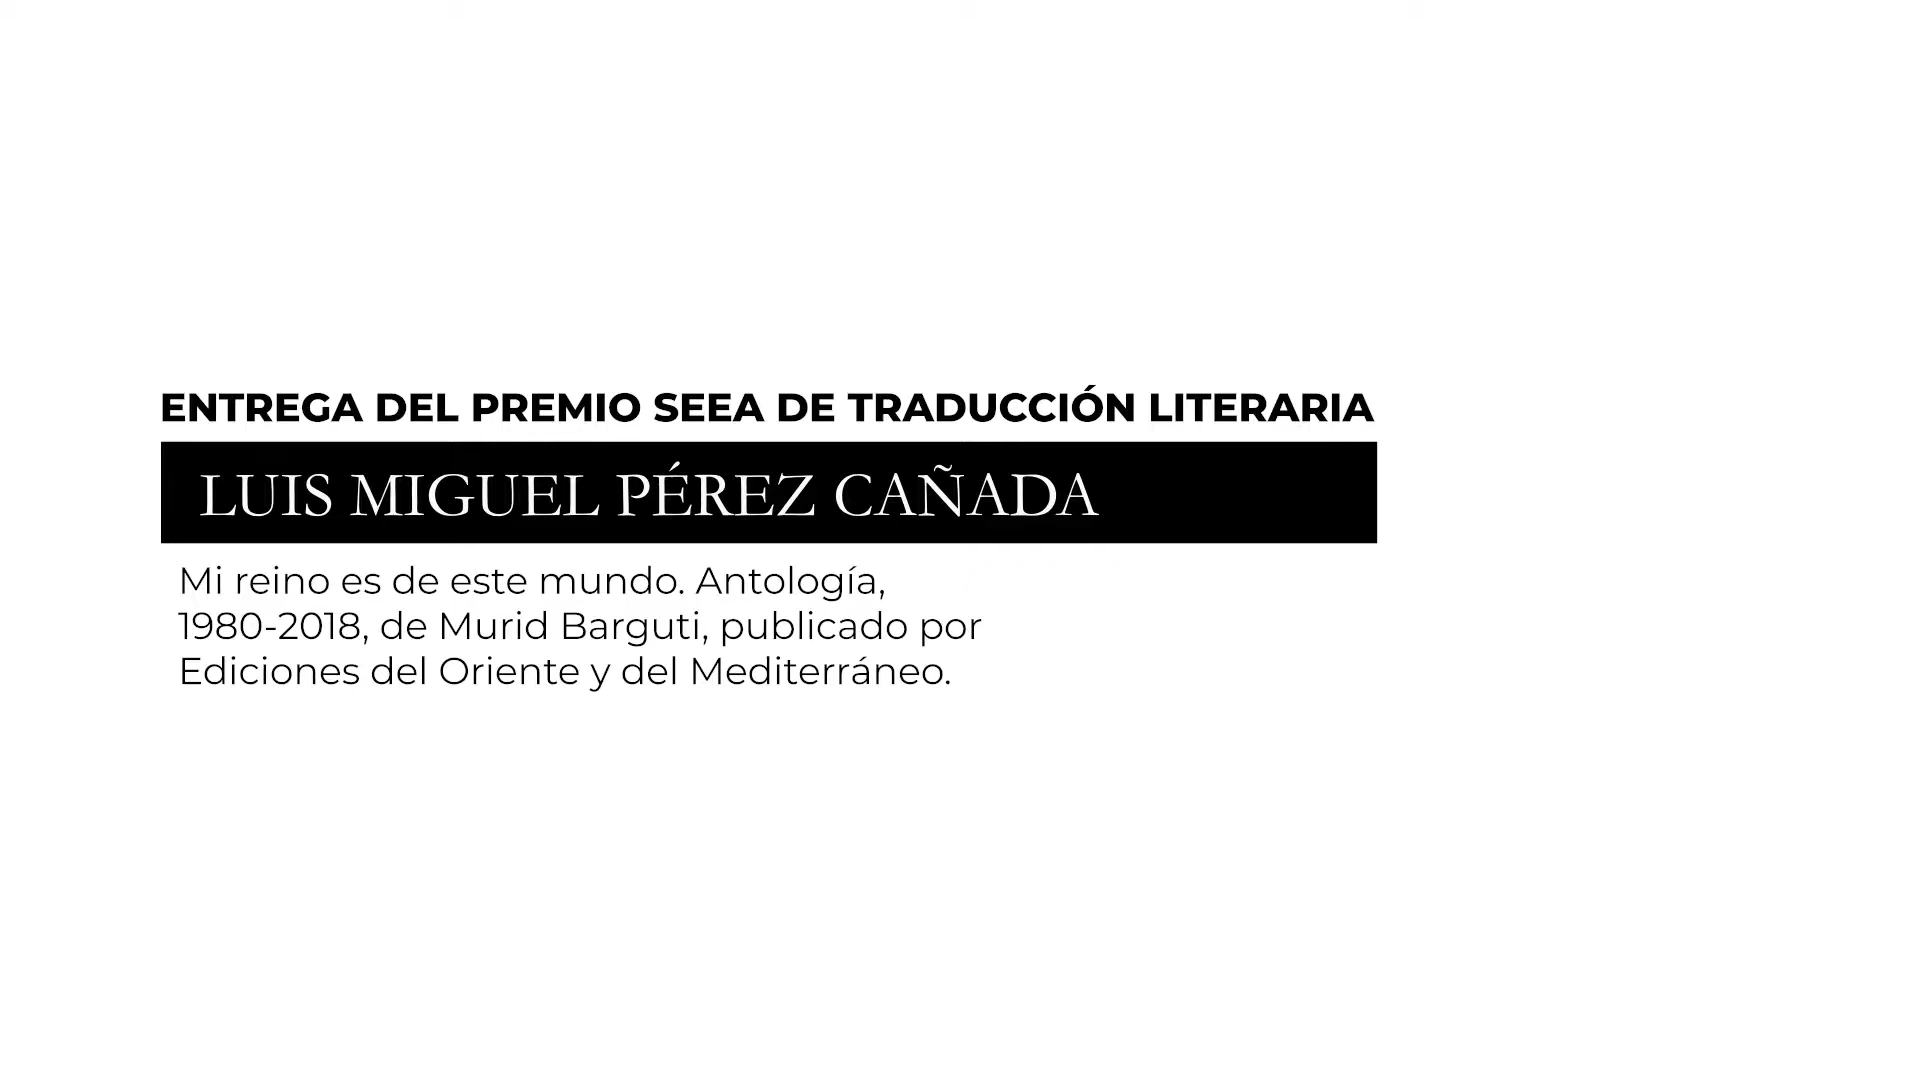 ENTREGA DEL PREMIO SEEA DE TRADUCCIÓN LITERARIA
LUIS MIGUEL PÉREZ CAÑADA
Mi reino es de este mundo. Antología,
1980-2018, de Murid Barguti, publicado por
Ediciones del Oriente y del Mediterráneo.